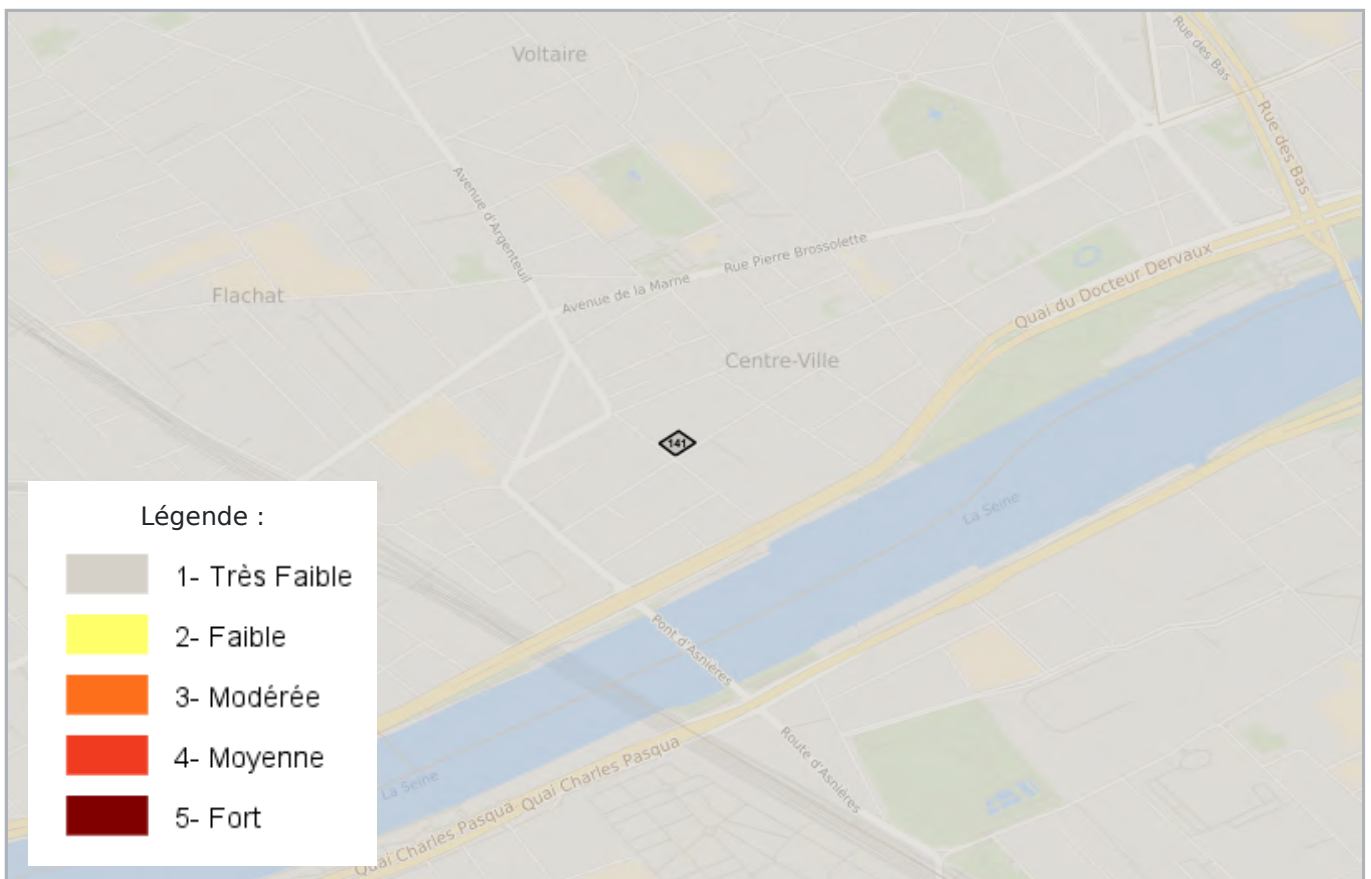 Voltaire
Rue des Bas
Rue des Bas
Avenue d'Argenteuil
Rue Pierre Brossolette
Avenue de la Marne
Quai du Docteur Dervaux
Flachat
Centre-Ville
141
La Seine
Pont d'Asnières
Route d'Asnières
Quai Charles Pasqua
La Seine
Quai Charles Pasqua
Légende :
1- Très Faible
2- Faible
3- Modérée
4- Moyenne
5- Fort